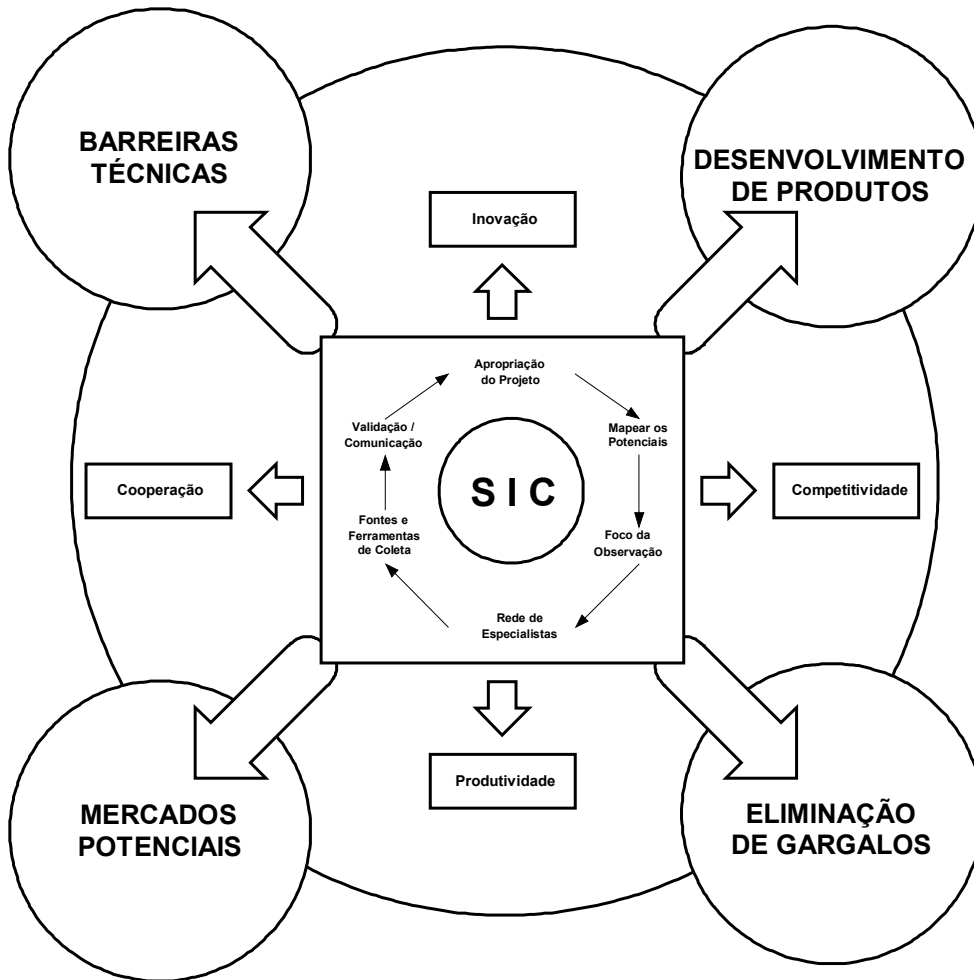 BARREIRAS
TÉCNICAS
DESENVOLVIMENTO
DE PRODUTOS
Inovação
Apropriação
do Projeto
Validação /
Comunicação
Mapear os
Potenciais
Cooperação
S I C
Competitividade
Fontes e
Ferramentas
de Coleta
Foco da
Observação
Rede de
Especialistas
Produtividade
MERCADOS
POTENCIAIS
ELIMINAÇÃO
DE GARGALOS